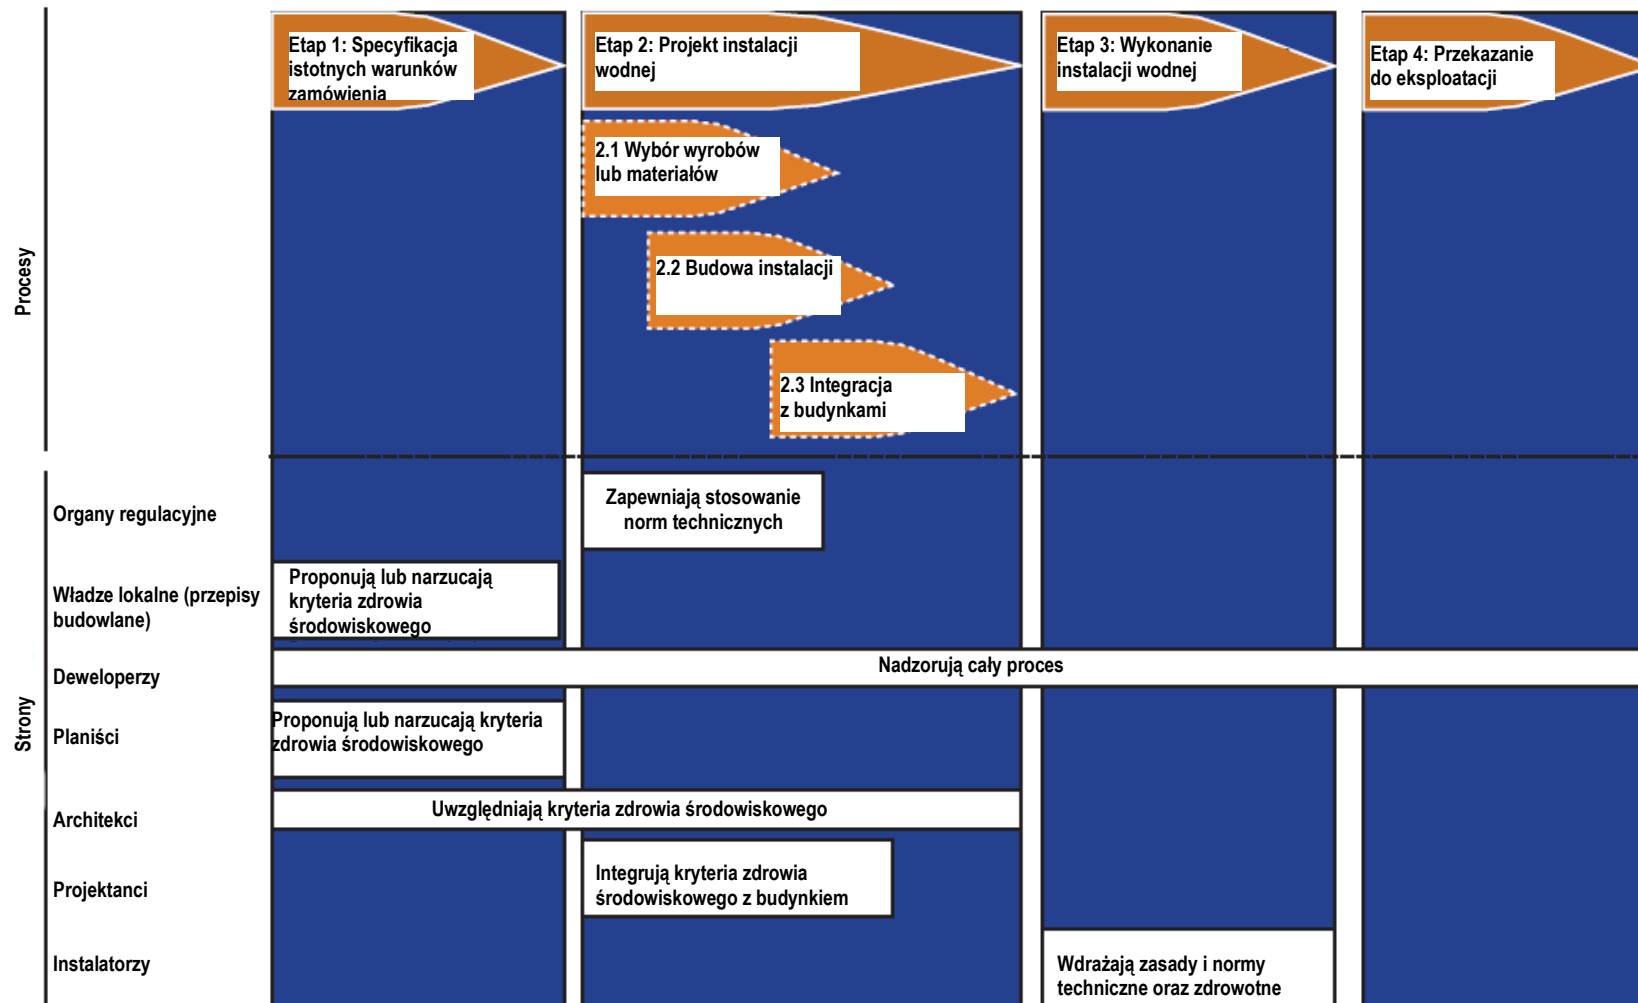 Etap 1: Specyfikacja
istotnych warunków
zamówienia
Etap 2: Projekt instalacji
wodnej
Etap 3: Wykonanie
instalacji wodnej
Etap 4: Przekazanie
do eksploatacji
2.1 Wybór wyrobów
lub materiałów
2.2 Budowa instalacji
2.3 Integracja
z budynkami
Procesy
Strony
Organy regulacyjne
Zapewniają stosowanie
norm technicznych
Władze lokalne (przepisy
budowlane)
Proponują lub narzucają
kryteria zdrowia
środowiskowego
Deweloperzy
Nadzorują cały proces
Planiści
Proponują lub narzucają kryteria
zdrowia środowiskowego
Architekci
Uwzględniają kryteria zdrowia środowiskowego
Projektanci
Integrują kryteria zdrowia
środowiskowego z budynkiem
Instalatorzy
Wdrażają zasady i normy
techniczne oraz zdrowotne